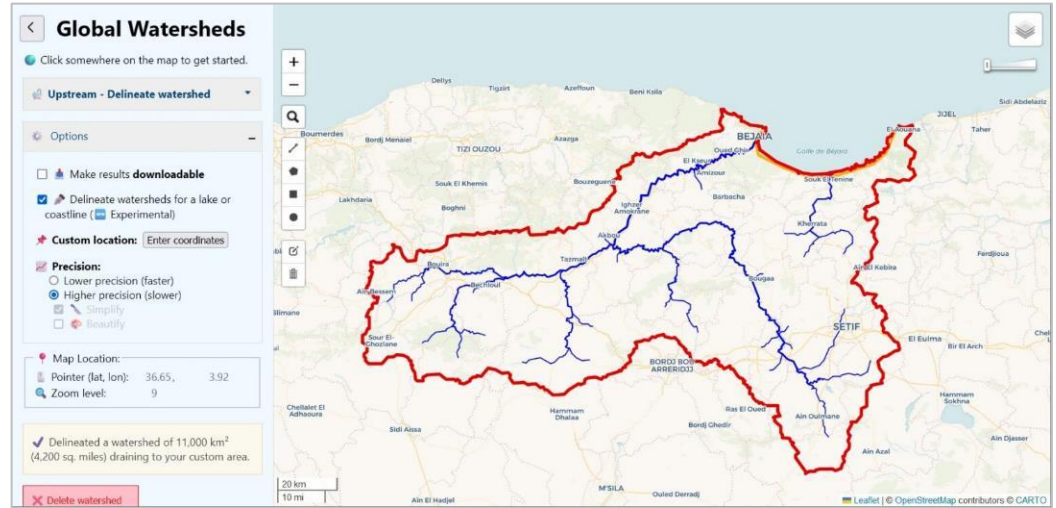 Global Watersheds
Click somewhere on the map to get started.
Upstream - Delineate watershed
Options
Make results downloadable
Delineate watersheds for a lake or
coastline ( Experimental)
Custom location: Enter coordinates
Precision:
Lower precision (faster)
Higher precision (slower)
Simplify
Beautify
Map Location:
Pointer (lat, lon): 36.65, 3.92
Zoom level: 9
Delineated a watershed of 11,000 km²
(4,200 sq. miles) draining to your custom area.
Delete watershed
Dellys
Tigzirt
Azeffoun
Beni Ksila
Sidi Abdelaziz
JIJEL
Taher
El Aouana
Boumerdes
Bordj Menaiel
Azazga
BEJAIA
TIZI OUZOU
Oued Ghir
Golfe de Béjaïa
El Kseur
Amizour
Souk El Tenine
Souk El Khemis
Bouzeguene
Lakhdaria
Barbacha
Ighzer
Amokrane
Boghni
Kherrata
Akbou
Ferdjioua
Tazmalt
Bouira
Aïn El Kebira
Bougaa
Ain Bessem
Bechloul
Slimane
SETIF
Sour El-
Ghozlane
El Eulma
Bir El Arch
BORDJ BOU
ARRERIDJ
Hammam
Sokhna
Chellalet El
Adhaoura
Hammam
Dhalaa
Ras El Oued
Ain Oulmane
Sidi Aissa
Bordj Ghedir
Ain Djasser
Ain Azal
20 km
10 mi
M'SILA
Ouled Derradj
Ain El Hadjel
Leaflet | © OpenStreetMap contributors © CARTO